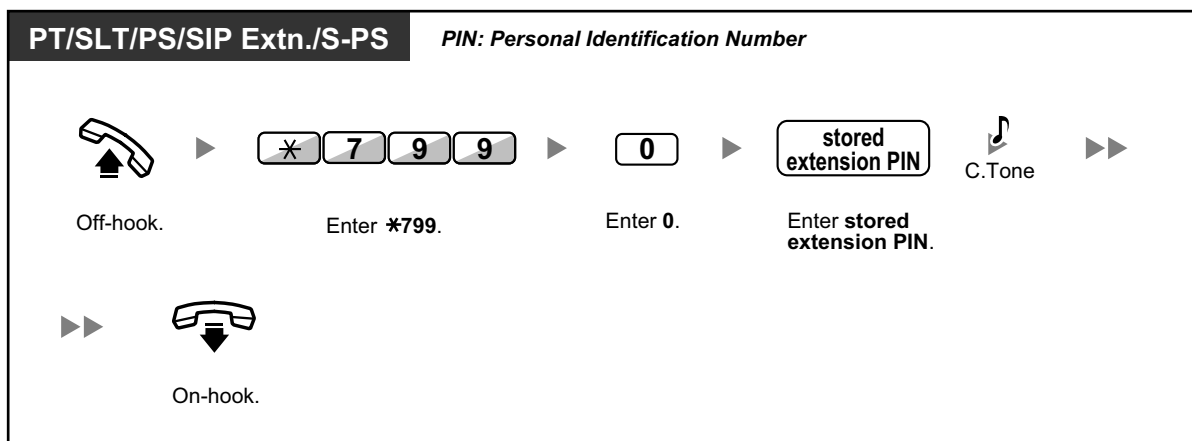 PT/SLT/PS/SIP Extn./S-PS
PIN: Personal Identification Number
* 7 9 9
0
stored
extension PIN
C.Tone
Off-hook.
Enter *799.
Enter 0.
Enter stored
extension PIN.
On-hook.